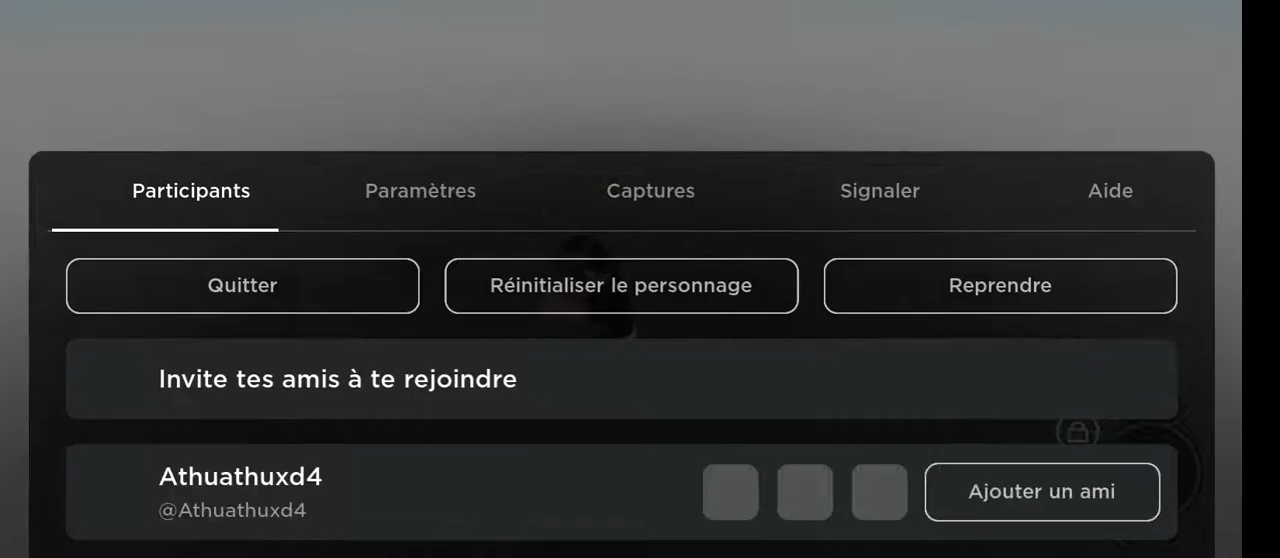 Participants Paramètres Captures Signaler Aide
Quitter Réinitialiser le personnage Reprendre
Invite tes amis à te rejoindre
Athuathuxd4
@Athuathuxd4
Ajouter un ami